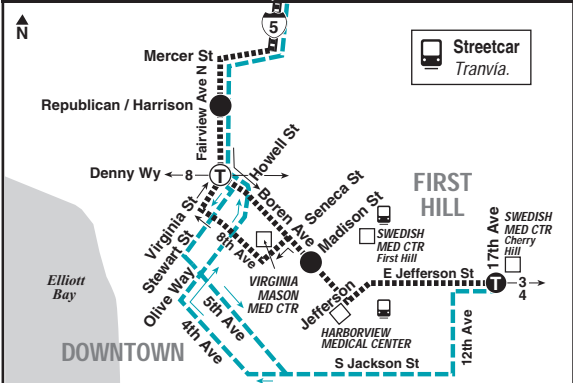 N
5
Streetcar
Tranvía.
Mercer St
Republican / Harrison
Fairview Ave N
Denny Wy
8
T
Howell St
Boren Ave
Seneca St
Madison St
FIRST
HILL
Virginia St
Stewart St
Olive Way
8th Ave
VIRGINIA
MASON
MED CTR
SWEDISH
MED CTR
First Hill
17th Ave
SWEDISH
MED CTR
Cherry
Hill
E Jefferson St
T
3
4
Jefferson
HARBORVIEW
MEDICAL CENTER
12th Ave
Elliott
Bay
5th Ave
4th Ave
DOWNTOWN
S Jackson St